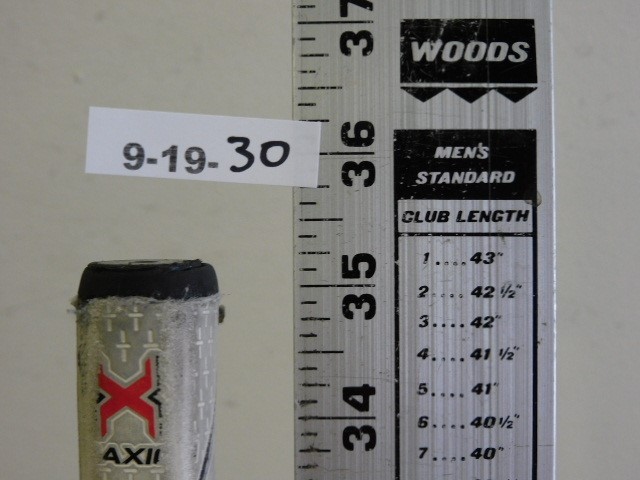 9-19-30
37
36
35
34
WOODS
MEN'S
STANDARD
CLUB LENGTH
1....43"
2....42 1/2"
3....42"
4....41 1/2"
5....41"
6....40 1/2"
7....40"
X
AXI